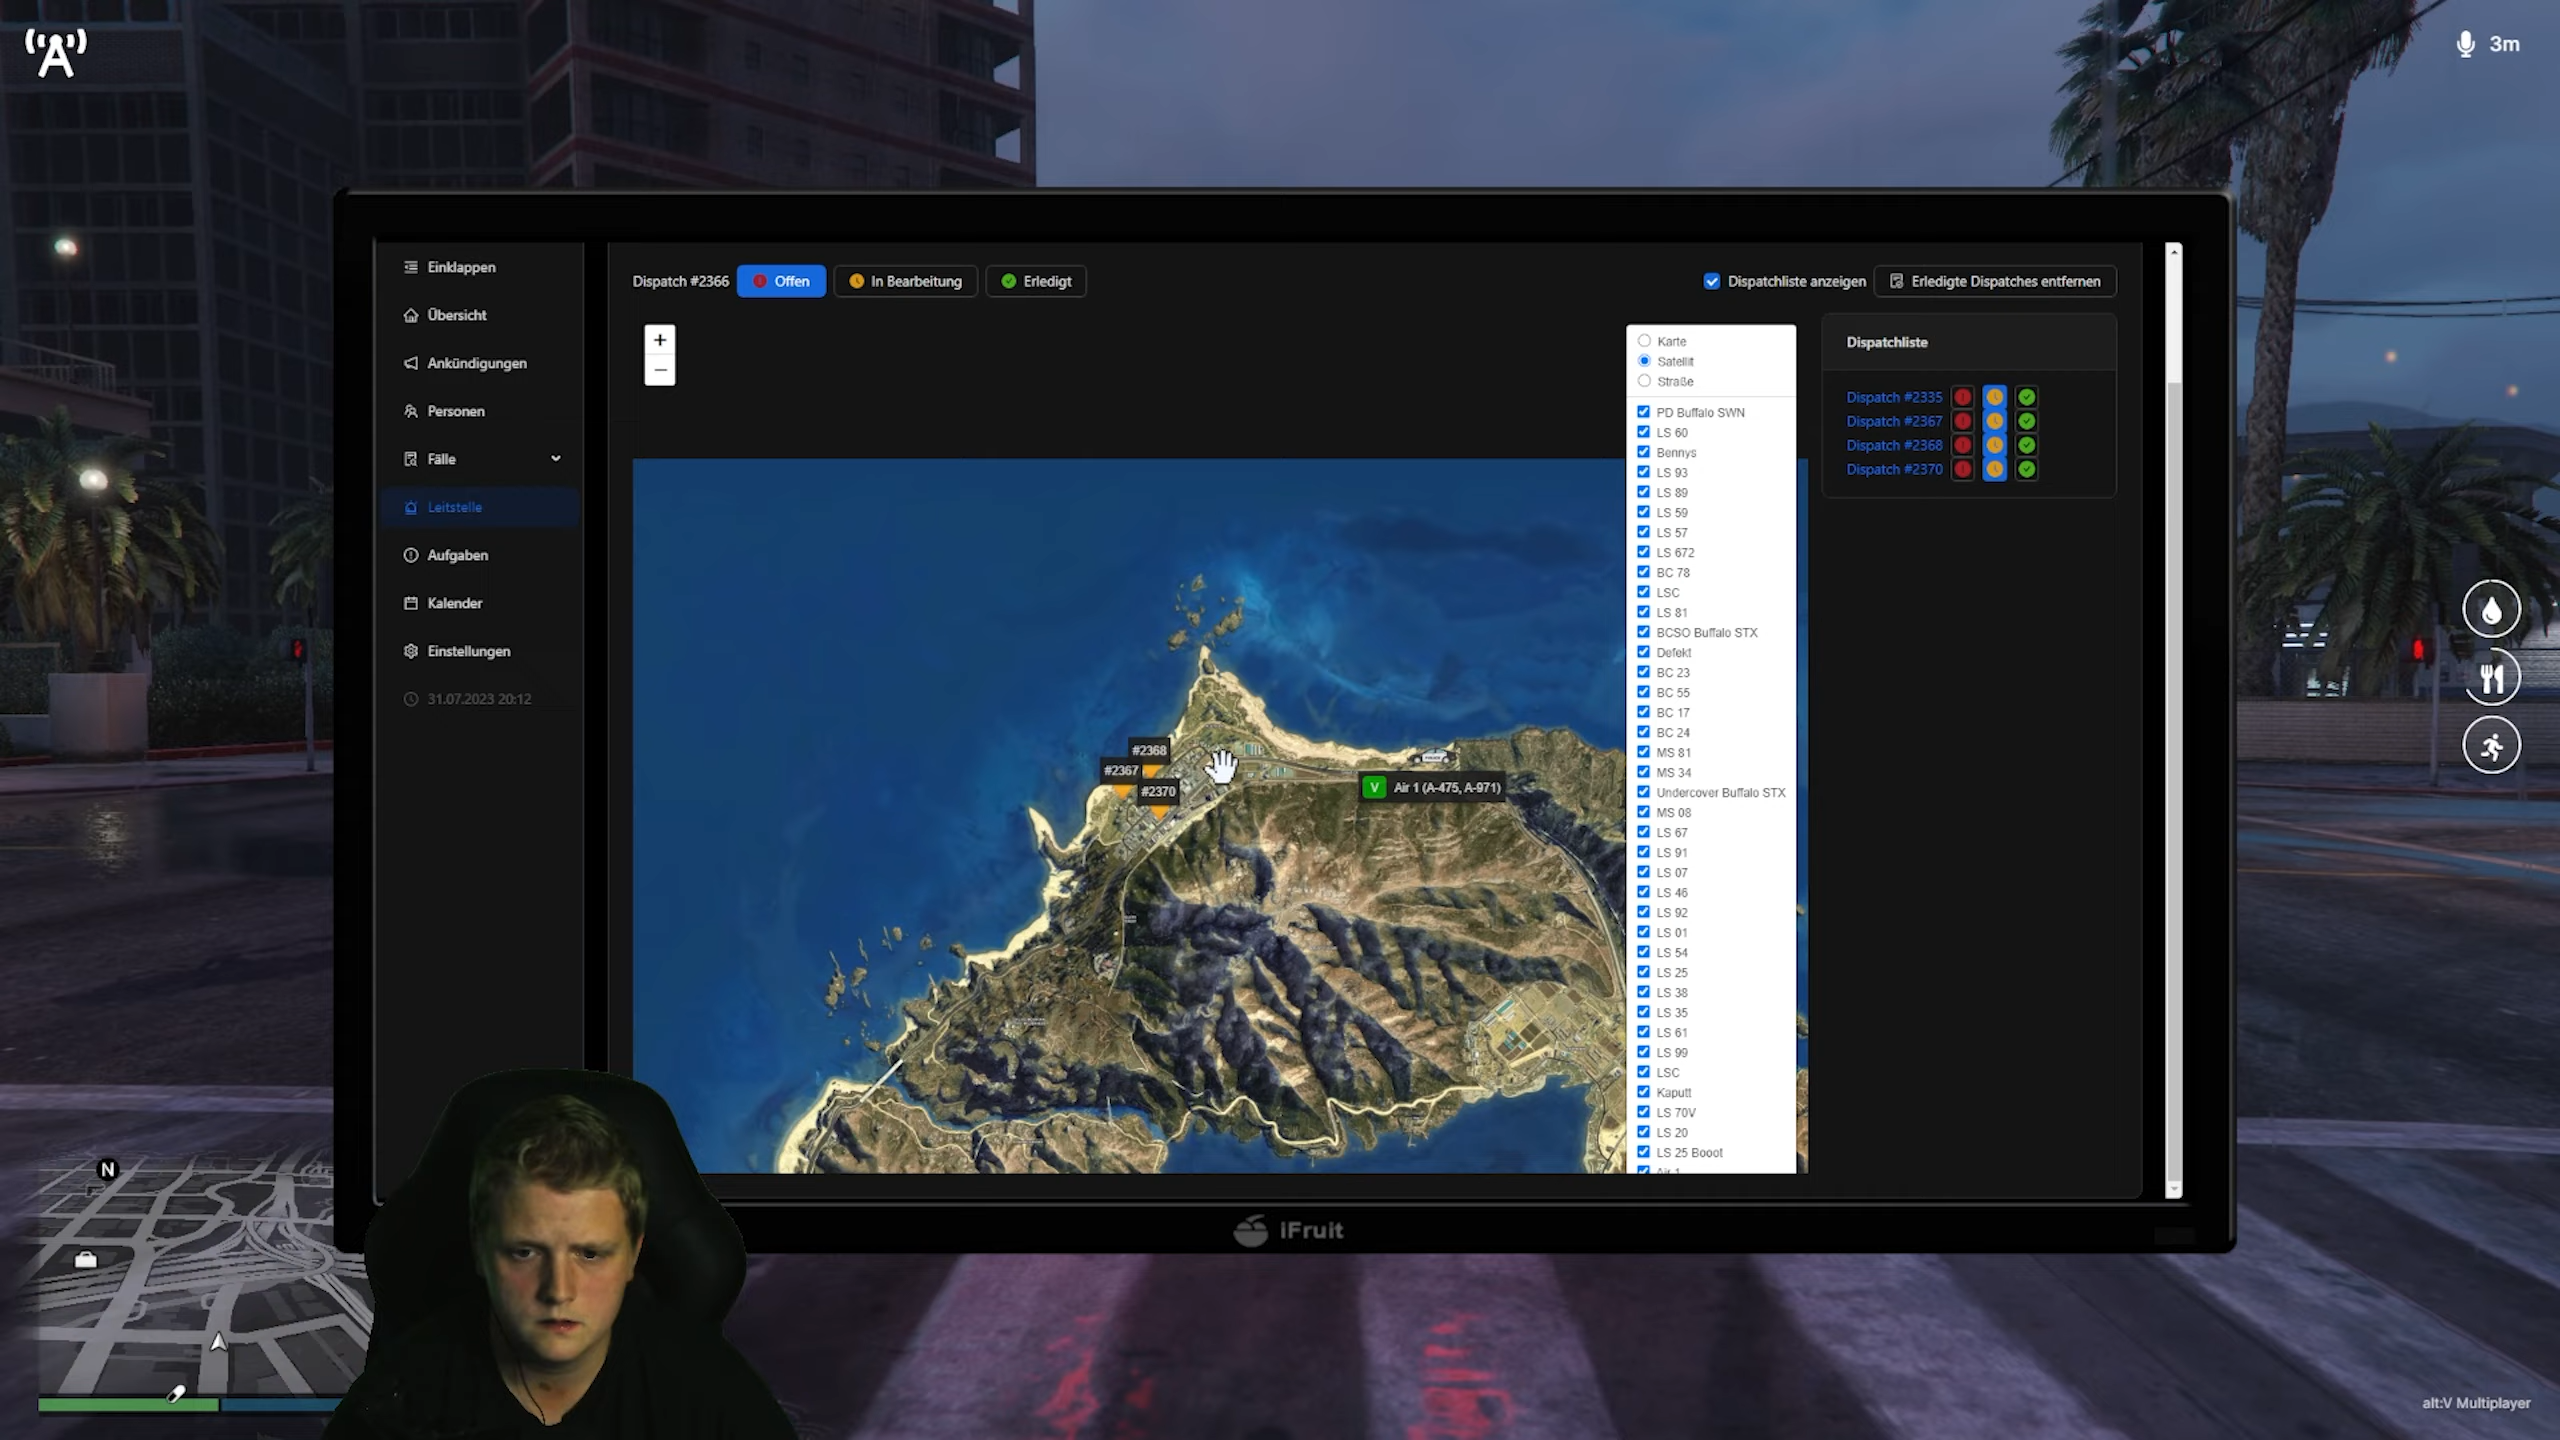 3m
Einklappen
Übersicht
Ankündigungen
Personen
Fälle
Leitstelle
Aufgaben
Kalender
Einstellungen
31.07.2023 20:12
Dispatch #2366
Offen
In Bearbeitung
Erledigt
Dispatchliste anzeigen
Erledigte Dispatches entfernen
+
−
#2368
#2367
#2370
V Air 1 (A-475, A-971)
Karte
Satellit
Straße
PD Buffalo SWN
LS 60
Bennys
LS 93
LS 89
LS 59
LS 57
LS 672
BC 78
LSC
LS 81
BCSO Buffalo STX
Defekt
BC 23
BC 55
BC 17
BC 24
MS 81
MS 34
Undercover Buffalo STX
MS 08
LS 67
LS 91
LS 07
LS 46
LS 92
LS 01
LS 54
LS 25
LS 38
LS 35
LS 61
LS 99
LSC
Kaputt
LS 70V
LS 20
LS 25 Booot
Air 1
Dispatchliste
Dispatch #2335
Dispatch #2367
Dispatch #2368
Dispatch #2370
iFruit
N
alt:V Multiplayer